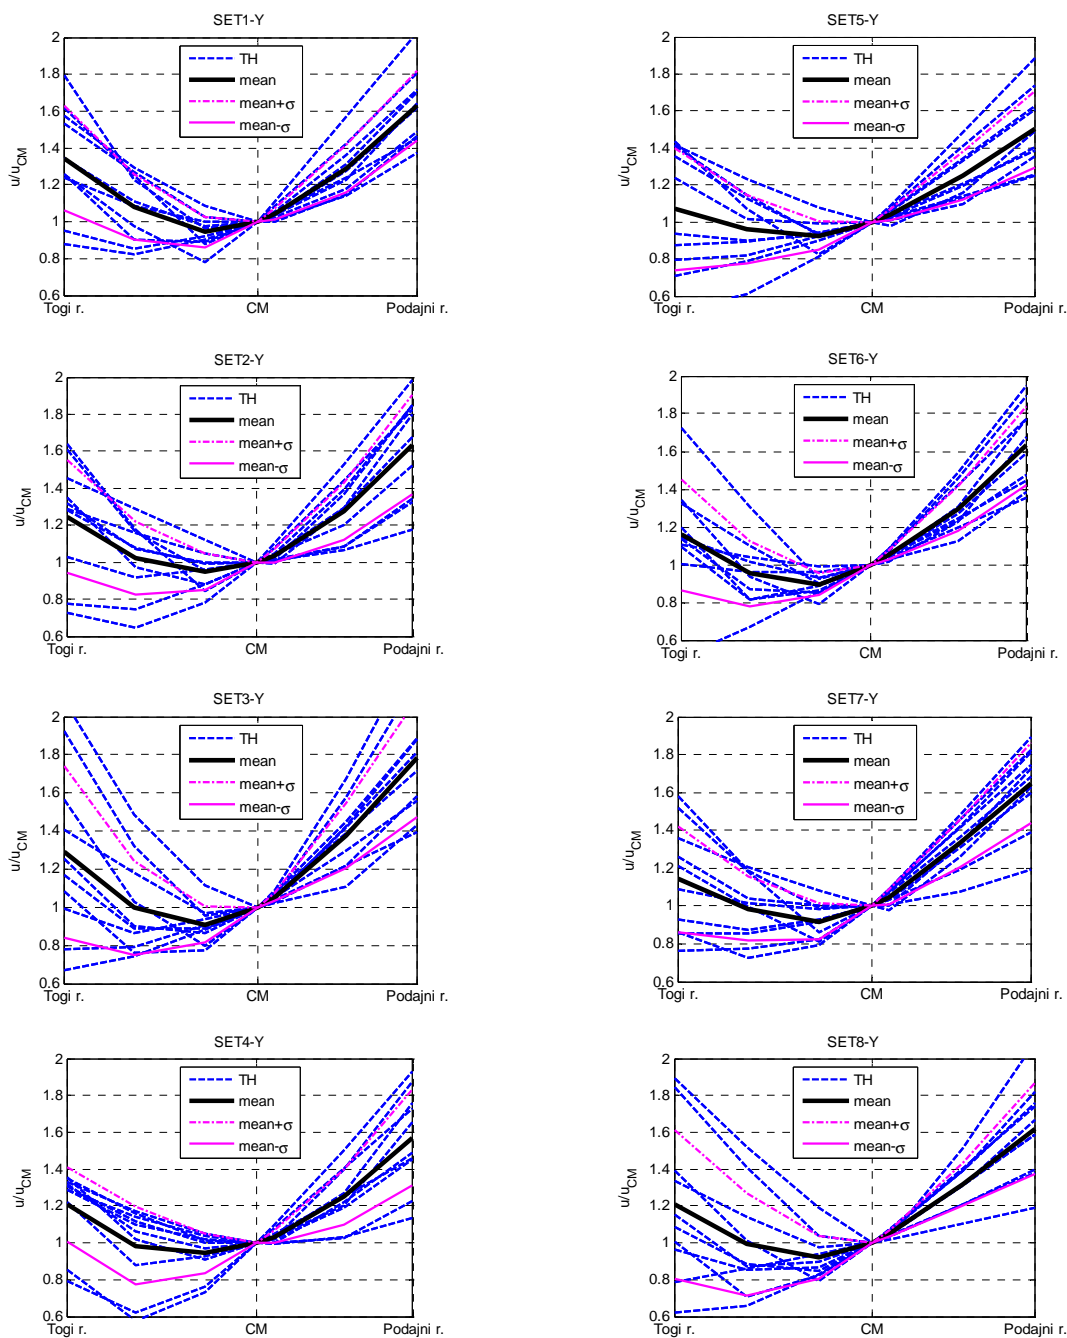 SET1-Y
2
1.8
1.6
1.4
1.2
1
0.8
0.6
u/uCM
TH
mean
mean+σ
mean-σ
Togi r.
CM
Podajni r.
SET5-Y
2
1.8
1.6
1.4
1.2
1
0.8
0.6
u/uCM
TH
mean
mean+σ
mean-σ
Togi r.
CM
Podajni r.
SET2-Y
2
1.8
1.6
1.4
1.2
1
0.8
0.6
u/uCM
TH
mean
mean+σ
mean-σ
Togi r.
CM
Podajni r.
SET6-Y
2
1.8
1.6
1.4
1.2
1
0.8
0.6
u/uCM
TH
mean
mean+σ
mean-σ
Togi r.
CM
Podajni r.
SET3-Y
2
1.8
1.6
1.4
1.2
1
0.8
0.6
u/uCM
TH
mean
mean+σ
mean-σ
Togi r.
CM
Podajni r.
SET7-Y
2
1.8
1.6
1.4
1.2
1
0.8
0.6
u/uCM
TH
mean
mean+σ
mean-σ
Togi r.
CM
Podajni r.
SET4-Y
2
1.8
1.6
1.4
1.2
1
0.8
0.6
u/uCM
TH
mean
mean+σ
mean-σ
Togi r.
CM
Podajni r.
SET8-Y
2
1.8
1.6
1.4
1.2
1
0.8
0.6
u/uCM
TH
mean
mean+σ
mean-σ
Togi r.
CM
Podajni r.